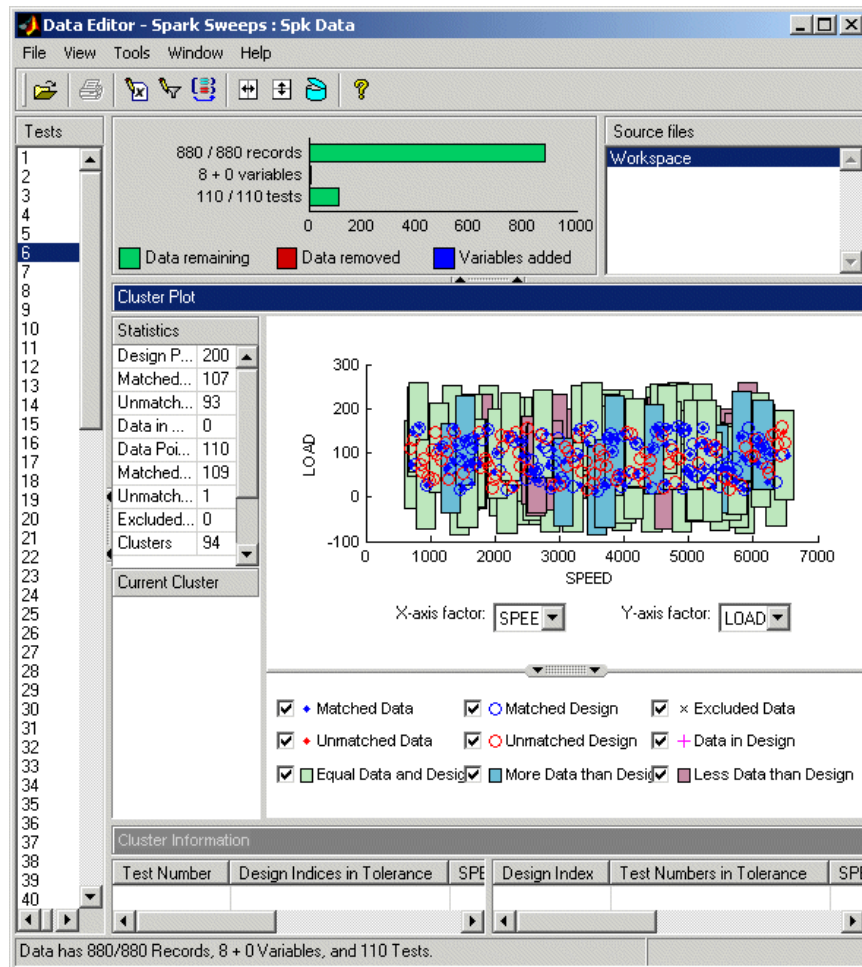 Data Editor - Spark Sweeps : Spk Data
File View Tools Window Help
Tests
1
2
3
4
5
6
7
8
9
10
11
12
13
14
15
16
17
18
19
20
21
22
23
24
25
26
27
28
29
30
31
32
33
34
35
36
37
38
39
40
880 / 880 records
8 + 0 variables
110 / 110 tests
0 200 400 600 800 1000
Data remaining Data removed Variables added
Source files
Workspace
Cluster Plot
Statistics
Design P... 200
Matched... 107
Unmatch... 93
Data in ... 0
Data Poi... 110
Matched... 109
Unmatch... 1
Excluded... 0
Clusters 94
Current Cluster
300
200
100
0
-100
LOAD
0 1000 2000 3000 4000 5000 6000 7000
SPEED
X-axis factor: SPEE Y-axis factor: LOAD
Matched Data Matched Design Excluded Data
Unmatched Data Unmatched Design Data in Design
Equal Data and Desig More Data than Desig Less Data than Design
Cluster Information
Test Number Design Indices in Tolerance SPE Design Index Test Numbers in Tolerance SPE
Data has 880/880 Records, 8 + 0 Variables, and 110 Tests.